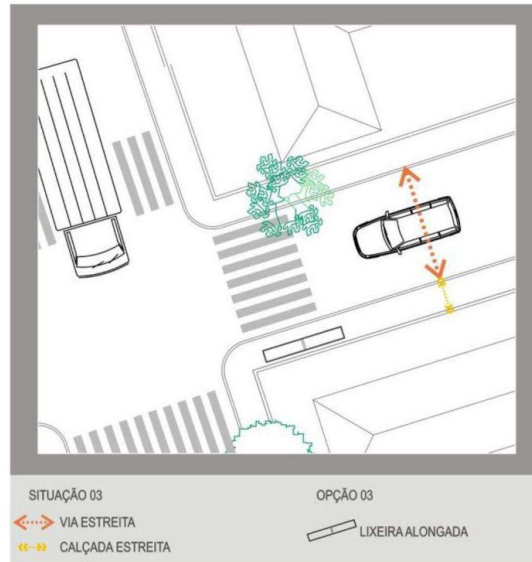 SITUAÇÃO 03
VIA ESTREITA
CALÇADA ESTREITA
OPÇÃO 03
LIXEIRA ALONGADA